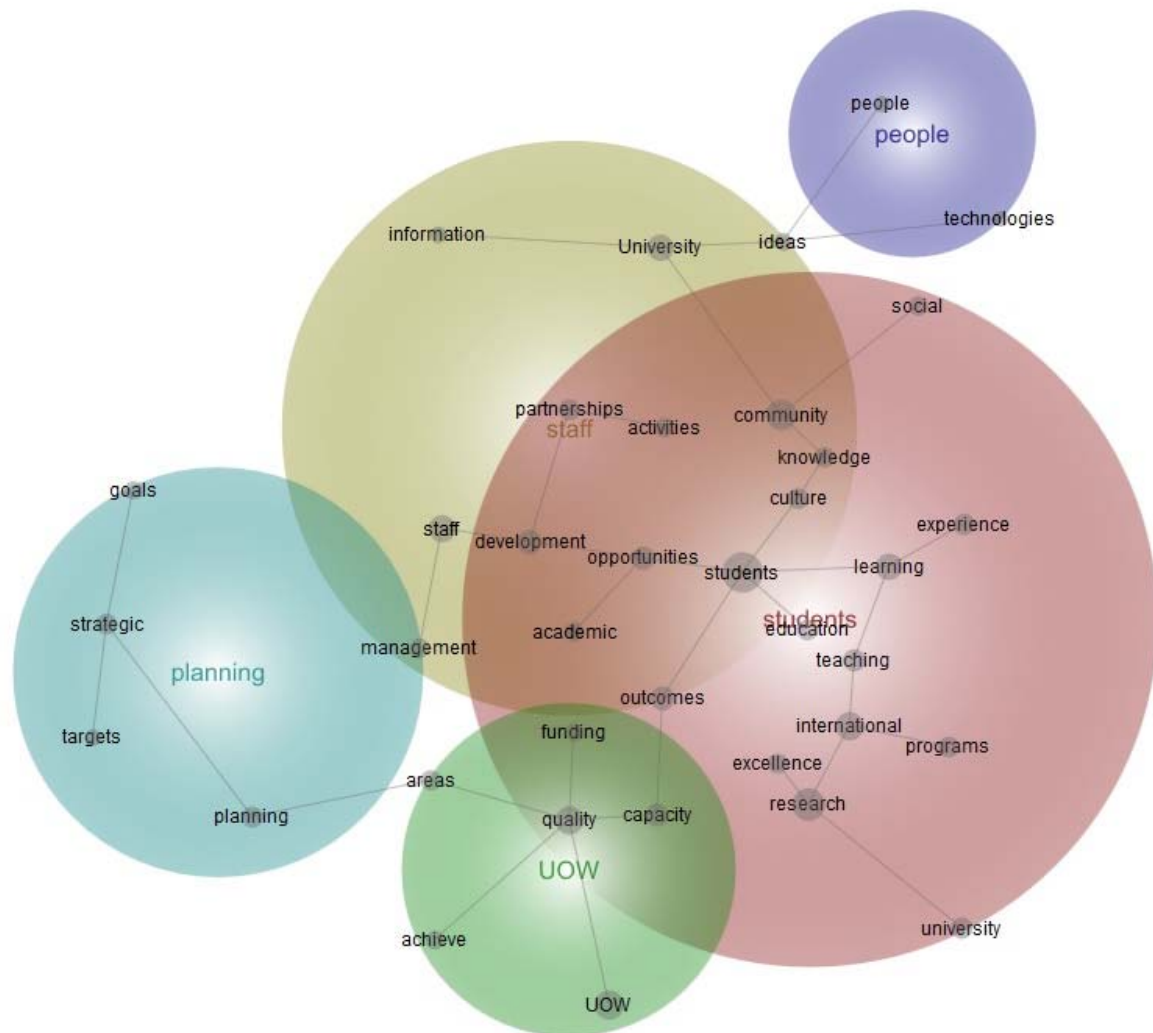 people
people
technologies
information
University
ideas
social
partnerships
activities
community
staff
knowledge
goals
culture
staff
development
opportunities
students
learning
experience
strategic
academic
students
education
management
teaching
planning
outcomes
targets
funding
international
programs
areas
excellence
planning
quality
capacity
research
UOW
achieve
university
UOW